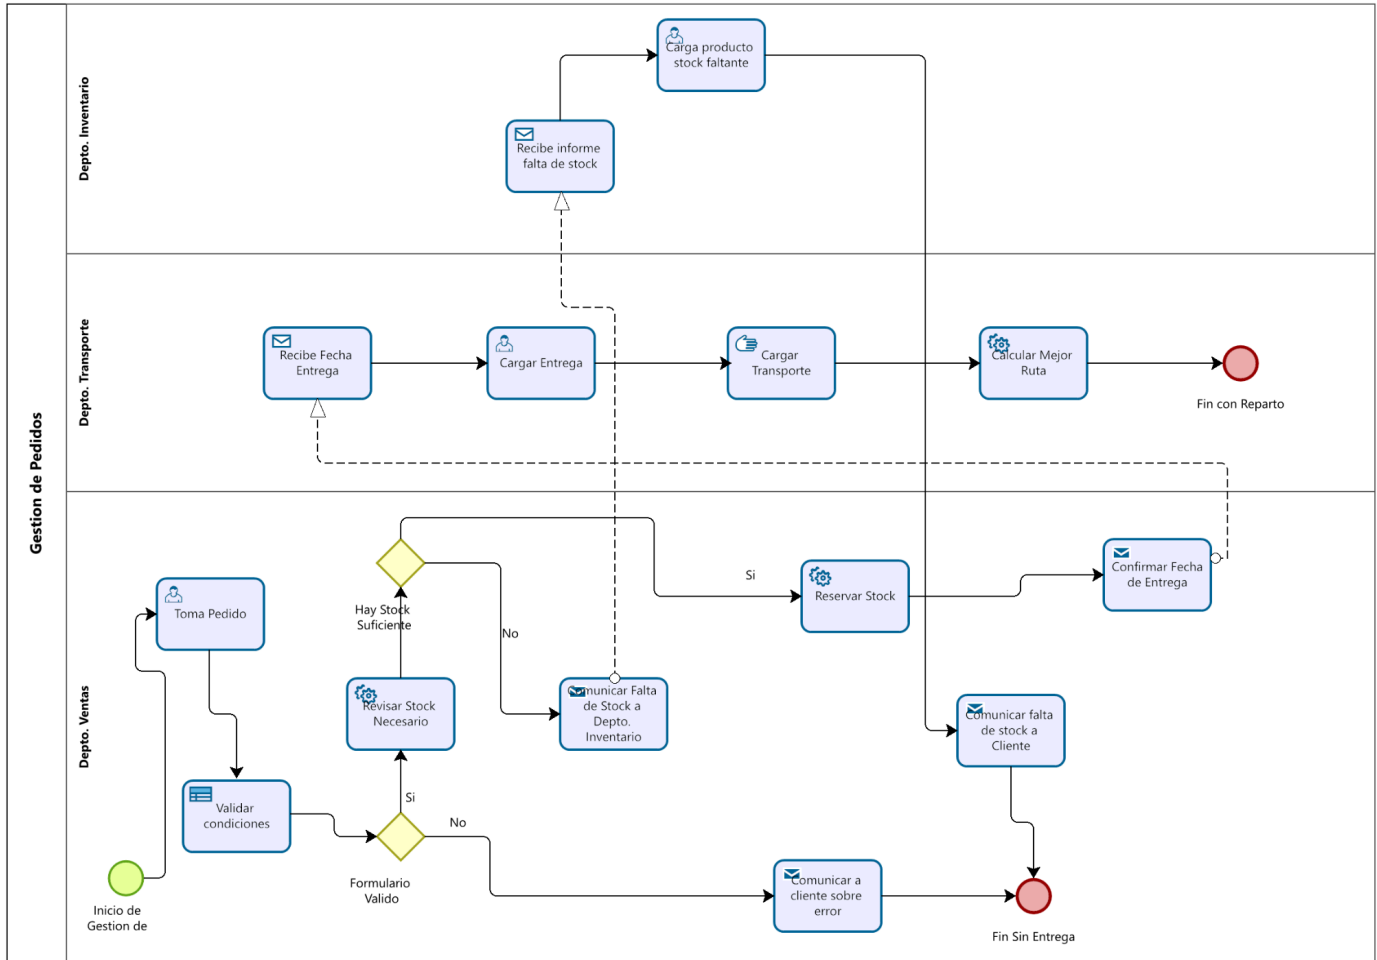 Gestion de Pedidos
Depto. Inventario
Carga producto
stock faltante
Recibe informe
falta de stock
Depto. Transporte
Recibe Fecha
Entrega
Cargar Entrega
Cargar
Transporte
Calcular Mejor
Ruta
Fin con Reparto
Depto. Ventas
Toma Pedido
Hay Stock
Suficiente
No
Si
Reservar Stock
Confirmar Fecha
de Entrega
Revisar Stock
Necesario
Comunicar Falta
de Stock a
Depto.
Inventario
Comunicar falta
de stock a
Cliente
Validar
condiciones
Si
No
Formulario
Valido
Comunicar a
cliente sobre
error
Inicio de
Gestion de
Fin Sin Entrega